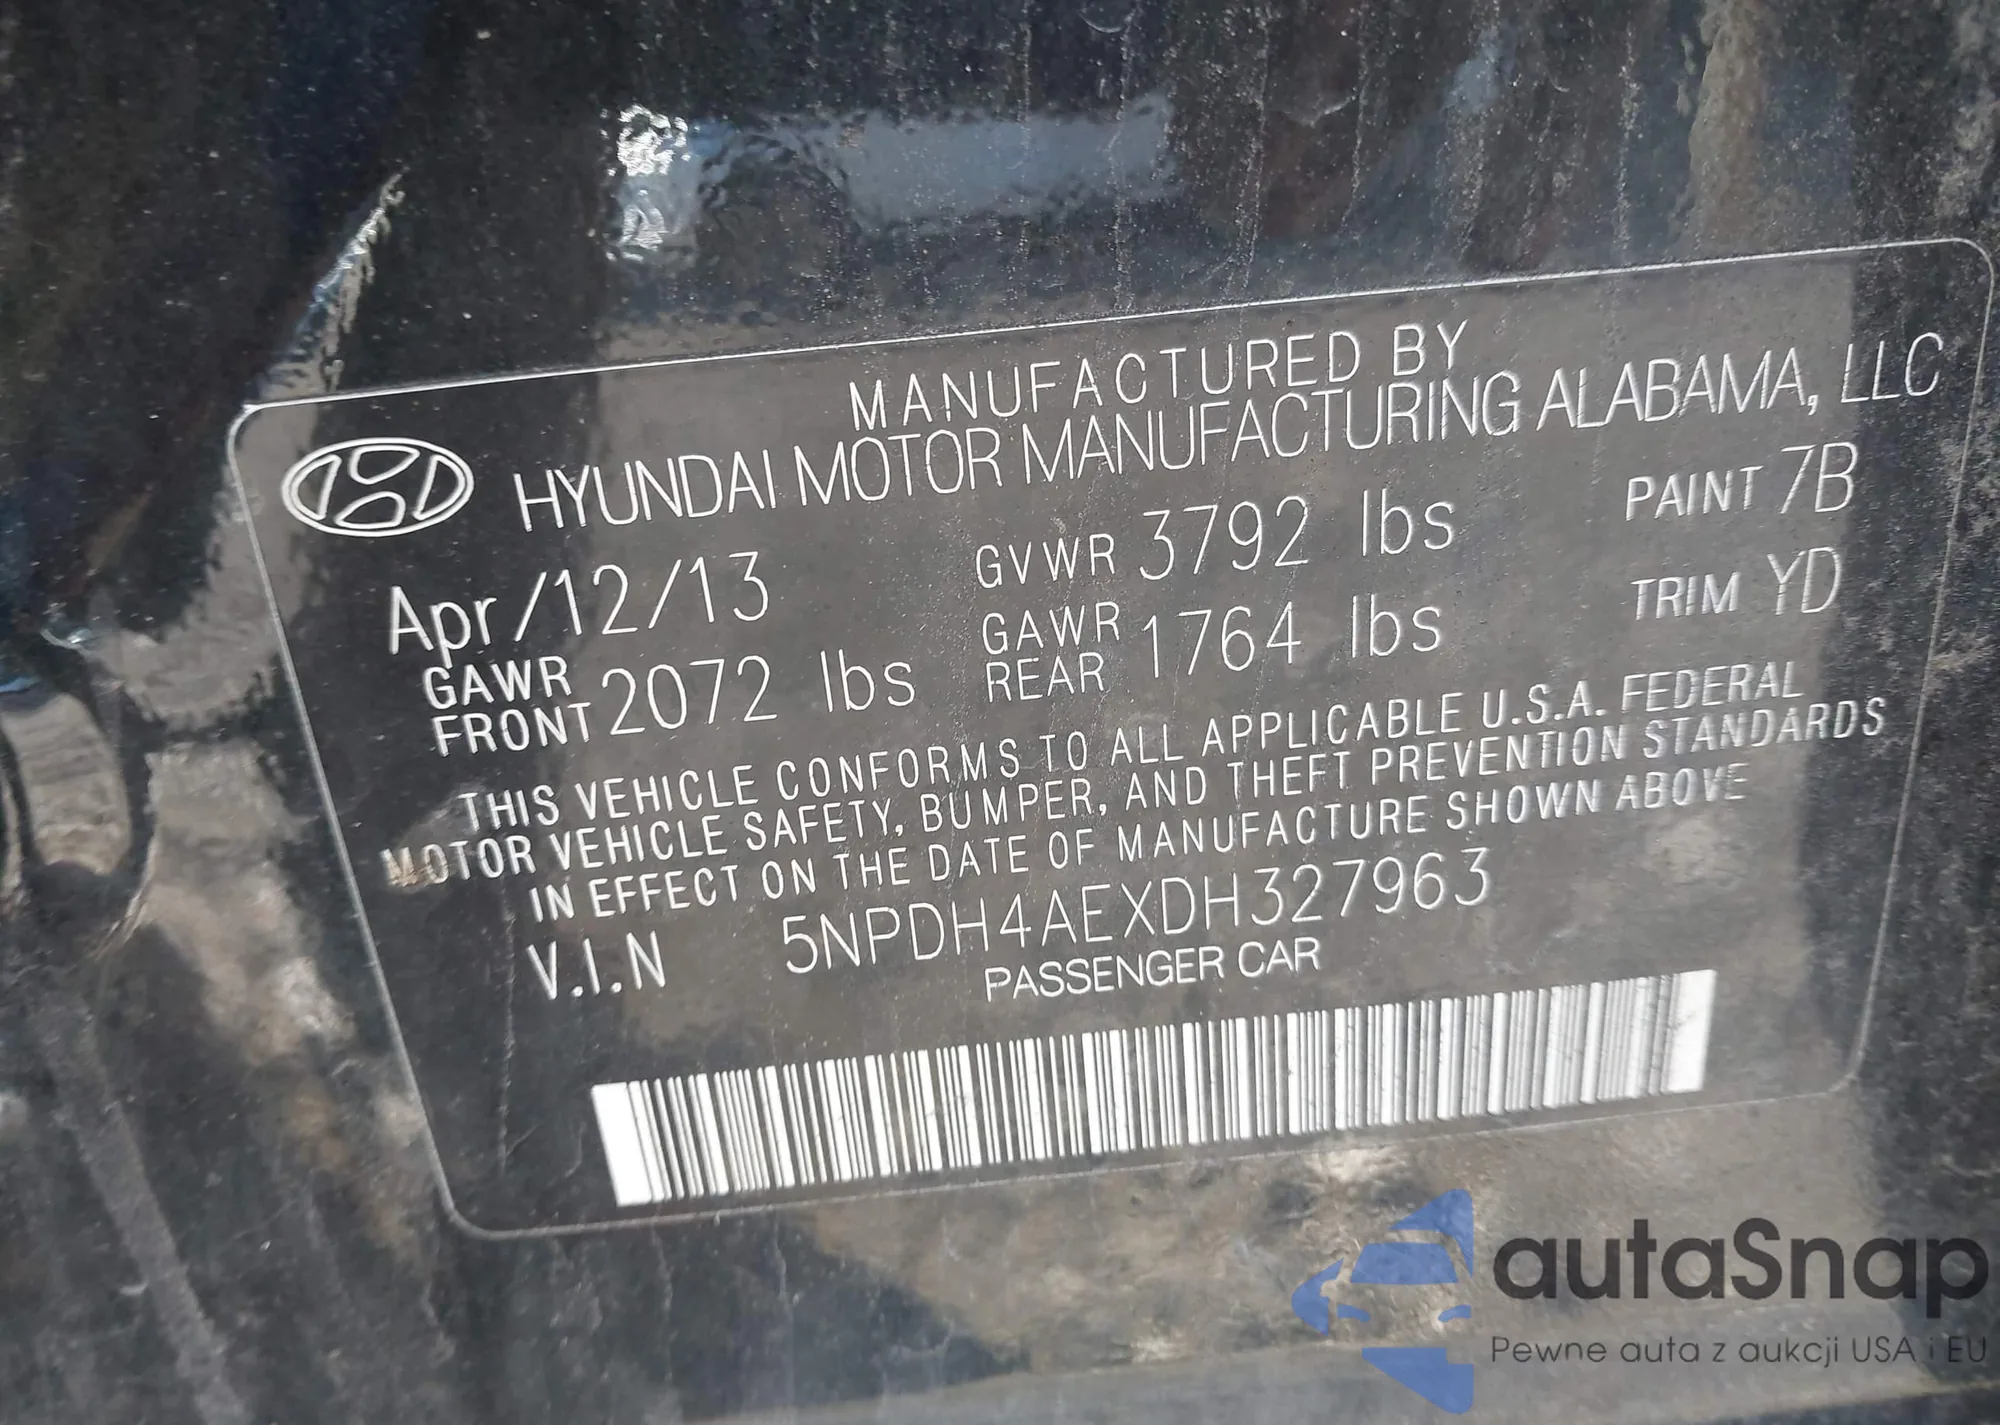 MANUFACTURED BY
HYUNDAI MOTOR MANUFACTURING ALABAMA, LLC
Apr/12/13 GVWR 3792 lbs PAINT 7B
GAWR FRONT 2072 lbs GAWR REAR 1764 lbs TRIM YD
THIS VEHICLE CONFORMS TO ALL APPLICABLE U.S.A. FEDERAL
MOTOR VEHICLE SAFETY, BUMPER, AND THEFT PREVENTION STANDARDS
IN EFFECT ON THE DATE OF MANUFACTURE SHOWN ABOVE
V.I.N 5NPDH4AEXDH327963
PASSENGER CAR
autaSnap
Pewne auta z aukcji USA i EU